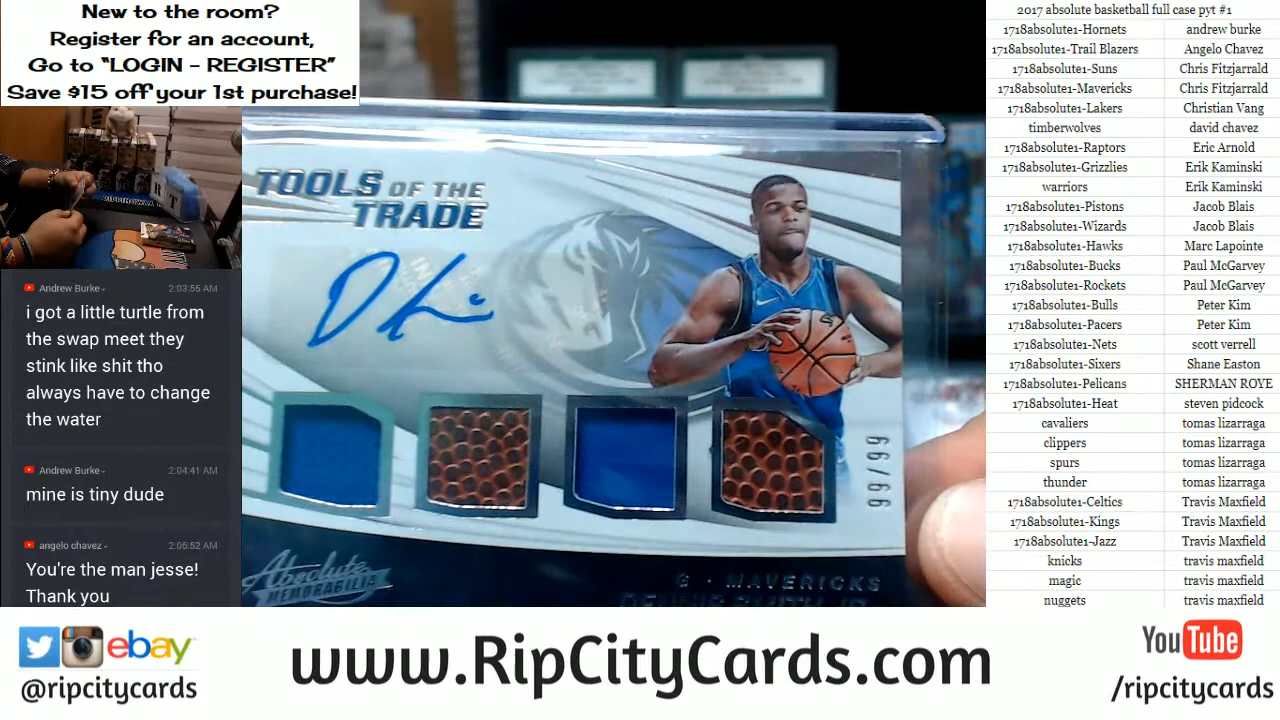 New to the room?
Register for an account,
Go to “LOGIN - REGISTER”
Save $15 off your 1st purchase!
Andrew Burke
2:03:55 AM
i got a little turtle from
the swap meet they
stink like shit tho
always have to change
the water
Andrew Burke
2:04:41 AM
mine is tiny dude
angelo chavez
2:06:52 AM
You're the man jesse!
Thank you
TOOLS OF THE
TRADE
99/99
Absolute
MEMORABILIA
G - MAVERICKS
DENNIS SMITH JR.
2017 absolute basketball full case pyt #1
1718absolute1-Hornets andrew burke
1718absolute1-Trail Blazers Angelo Chavez
1718absolute1-Suns Chris Fitzjarrald
1718absolute1-Mavericks Chris Fitzjarrald
1718absolute1-Lakers Christian Vang
timberwolves david chavez
1718absolute1-Raptors Eric Arnold
1718absolute1-Grizzlies Erik Kaminski
warriors Erik Kaminski
1718absolute1-Pistons Jacob Blais
1718absolute1-Wizards Jacob Blais
1718absolute1-Hawks Marc Lapointe
1718absolute1-Bucks Paul McGarvey
1718absolute1-Rockets Paul McGarvey
1718absolute1-Bulls Peter Kim
1718absolute1-Pacers Peter Kim
1718absolute1-Nets scott verrell
1718absolute1-Sixers Shane Easton
1718absolute1-Pelicans SHERMAN ROYE
1718absolute1-Heat steven pidcock
cavaliers tomas lizarraga
clippers tomas lizarraga
spurs tomas lizarraga
thunder tomas lizarraga
1718absolute1-Celtics Travis Maxfield
1718absolute1-Kings Travis Maxfield
1718absolute1-Jazz Travis Maxfield
knicks travis maxfield
magic travis maxfield
nuggets travis maxfield
ebay
@ripcitycards
www.RipCityCards.com
YouTube
/ripcitycards